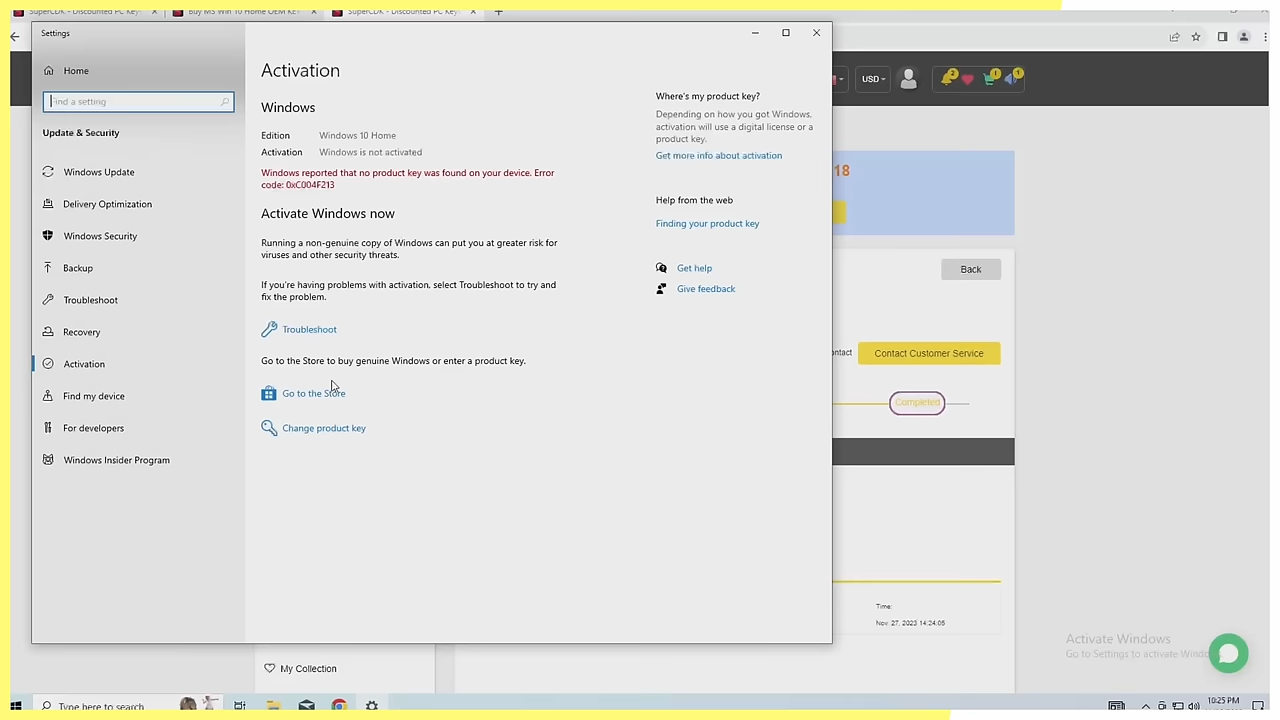 SuperCDK - Discounted PC Key
Buy MS Win 10 Home OEM KE
SuperCDK - Discounted PC Key
Settings
Home
Find a setting
Update & Security
Windows Update
Delivery Optimization
Windows Security
Backup
Troubleshoot
Recovery
Activation
Find my device
For developers
Windows Insider Program
Activation
Windows
Edition Windows 10 Home
Activation Windows is not activated
Windows reported that no product key was found on your device. Error
code: 0xC004F213
Activate Windows now
Running a non-genuine copy of Windows can put you at greater risk for
viruses and other security threats.
If you're having problems with activation, select Troubleshoot to try and
fix the problem.
Troubleshoot
Go to the Store to buy genuine Windows or enter a product key.
Go to the Store
Change product key
Where's my product key?
Depending on how you got Windows,
activation will use a digital license or a
product key.
Get more info about activation
Help from the web
Finding your product key
Get help
Give feedback
USD
2
1
1
18
Back
ontact
Contact Customer Service
Completed
Time:
Nov. 27, 2023 14:24:05
My Collection
Activate Windows
Go to Settings to activate Wind
Type here to search
10:25 PM